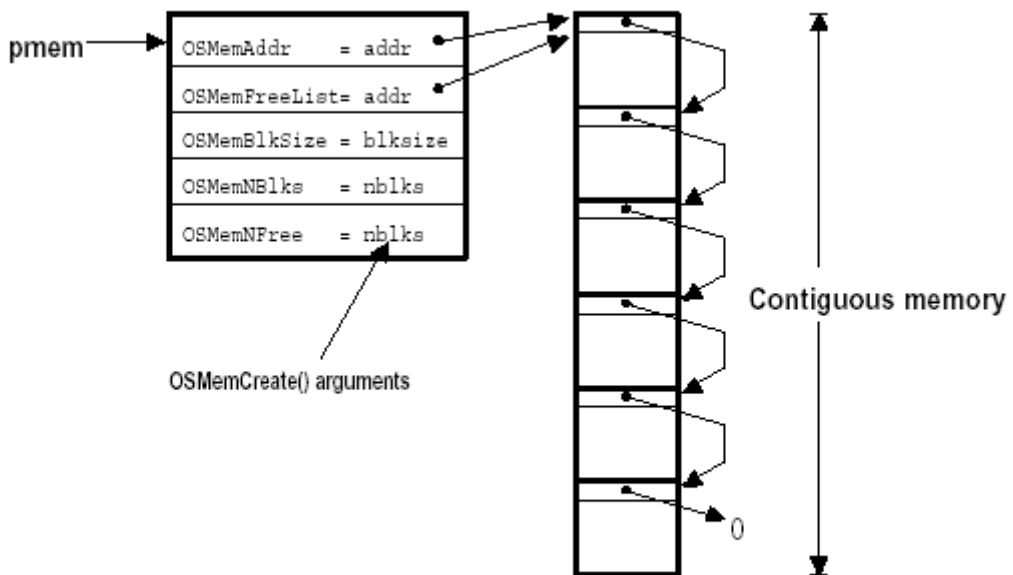 pmem
OSMemAddr = addr
OSMemFreeList= addr
OSMemBlkSize = blksize
OSMemNBlks = nblks
OSMemNFree = nblks
OSMemCreate() arguments
Contiguous memory
0